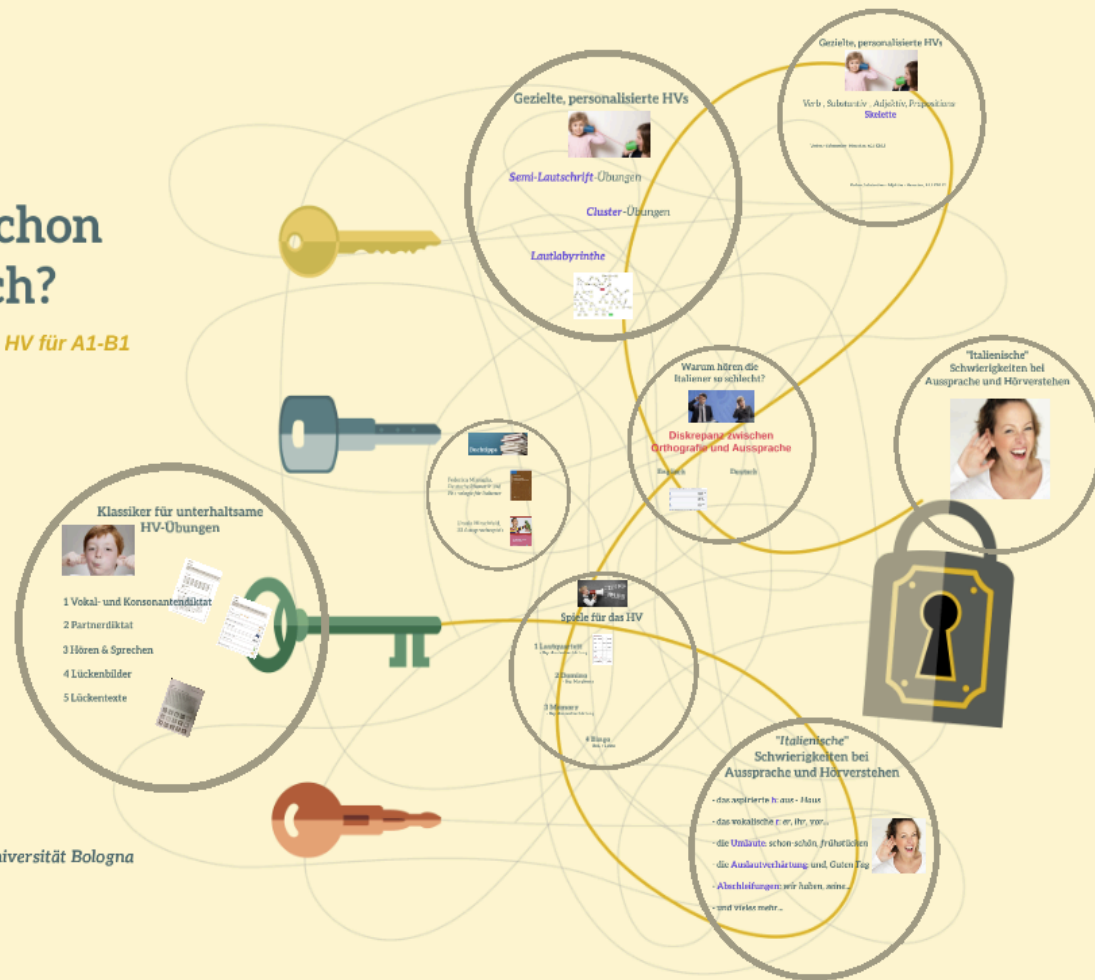 chon
ch?
HV für A1-B1
niversität Bologna
Klassiker für unterhaltsame
HV-Übungen
1 Vokal- und Konsonantendiktat
2 Partnerdiktat
3 Hören & Sprechen
4 Lückenbilder
5 Lückentexte
Gezielte, personalisierte HVs
Semi-Lautschrift-Übungen
Cluster-Übungen
Lautlabyrinthe
Gezielte, personalisierte HVs
Verb, Substantiv, Adjektiv, Präpositions
Skelette
Buchtipps
Warum hören die
Italiener so schlecht?
Diskrepanz zwischen
Orthografie und Aussprache
Englisch
Deutsch
"Italienische"
Schwierigkeiten bei
Aussprache und Hörverstehen
Spiele für das HV
1 Lautquartett
2 Domino
3 Memory
4 Bingo
"Italienische"
Schwierigkeiten bei
Aussprache und Hörverstehen
- das aspirierte h: aus - Haus
- das vokalische r: er, ihr, vor...
- die Umlaute: schon-schön, frühstücken
- die Auslautverhärtung: und, Guten Tag
- Abschleifungen: wir haben, seine...
- und vieles mehr...